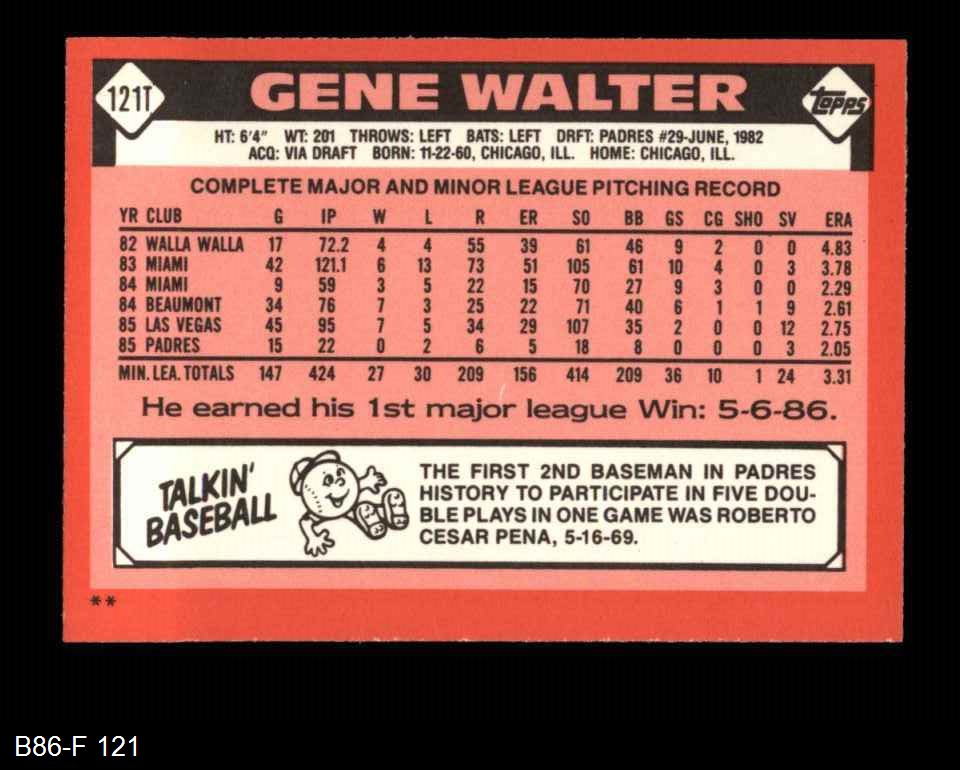 121T
GENE WALTER
TOPPS
HT: 6'4" WT: 201 THROWS: LEFT BATS: LEFT DRFT: PADRES #29-JUNE, 1982
ACQ: VIA DRAFT BORN: 11-22-60, CHICAGO, ILL. HOME: CHICAGO, ILL.
COMPLETE MAJOR AND MINOR LEAGUE PITCHING RECORD
YR CLUB G IP W L R ER SO BB GS CG SHO SV ERA
82 WALLA WALLA 17 72.2 4 4 55 39 61 46 9 2 0 0 4.83
83 MIAMI 42 121.1 6 13 73 51 105 61 10 4 0 3 3.78
84 MIAMI 9 59 3 5 22 15 70 27 9 3 0 0 2.29
84 BEAUMONT 34 76 7 3 25 22 71 40 6 1 1 9 2.61
85 LAS VEGAS 45 95 7 5 34 29 107 35 2 0 0 12 2.75
85 PADRES 15 22 0 2 6 5 18 8 0 0 0 3 2.05
MIN. LEA. TOTALS 147 424 27 30 209 156 414 209 36 10 1 24 3.31
He earned his 1st major league Win: 5-6-86.
TALKIN'
BASEBALL
THE FIRST 2ND BASEMAN IN PADRES
HISTORY TO PARTICIPATE IN FIVE DOU-
BLE PLAYS IN ONE GAME WAS ROBERTO
CESAR PENA, 5-16-69.
**
B86-F 121